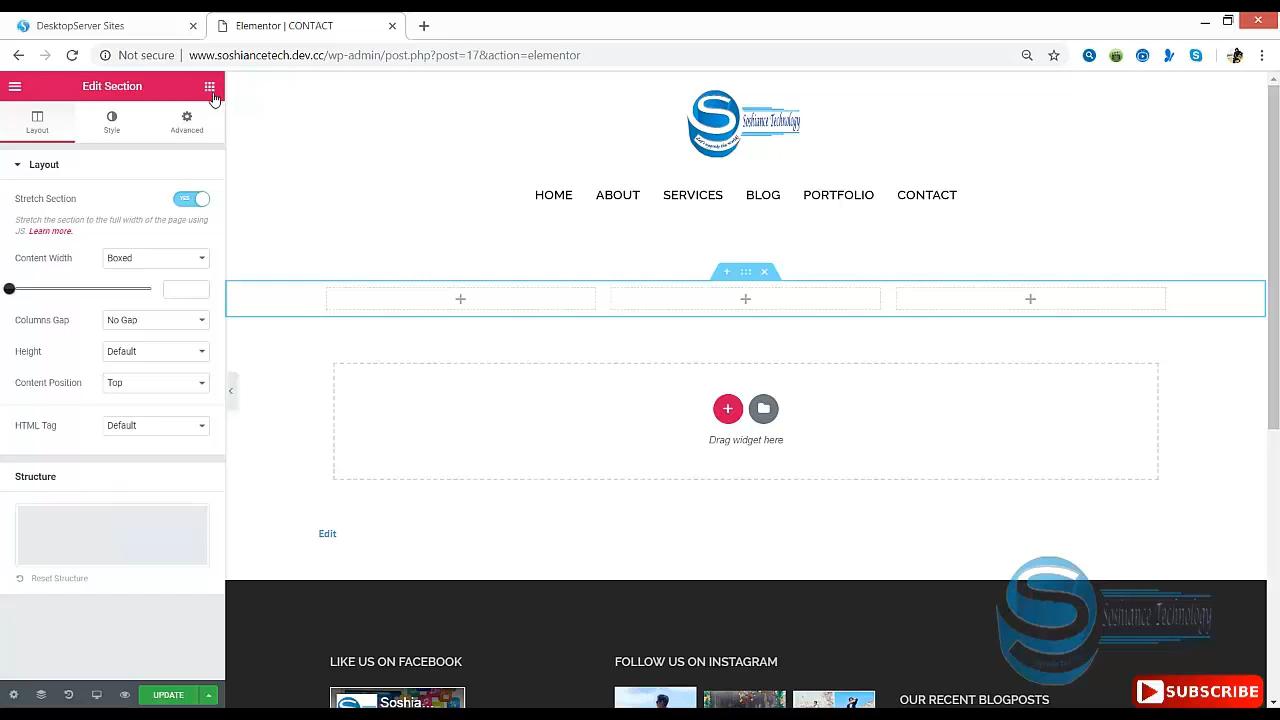 DesktopServer Sites
Elementor | CONTACT
Not secure | www.soshiancetech.dev.cc/wp-admin/post.php?post=17&action=elementor
Edit Section
Layout
Style
Advanced
Layout
Stretch Section
YES
Stretch the section to the full width of the page using
JS. Learn more.
Content Width
Boxed
Columns Gap
No Gap
Height
Default
Content Position
Top
HTML Tag
Default
Structure
Reset Structure
UPDATE
Soshiance Technology
HOME ABOUT SERVICES BLOG PORTFOLIO CONTACT
Drag widget here
Edit
Soshiance Technology
LIKE US ON FACEBOOK
FOLLOW US ON INSTAGRAM
OUR RECENT BLOGPOSTS
Soshia...
SUBSCRIBE